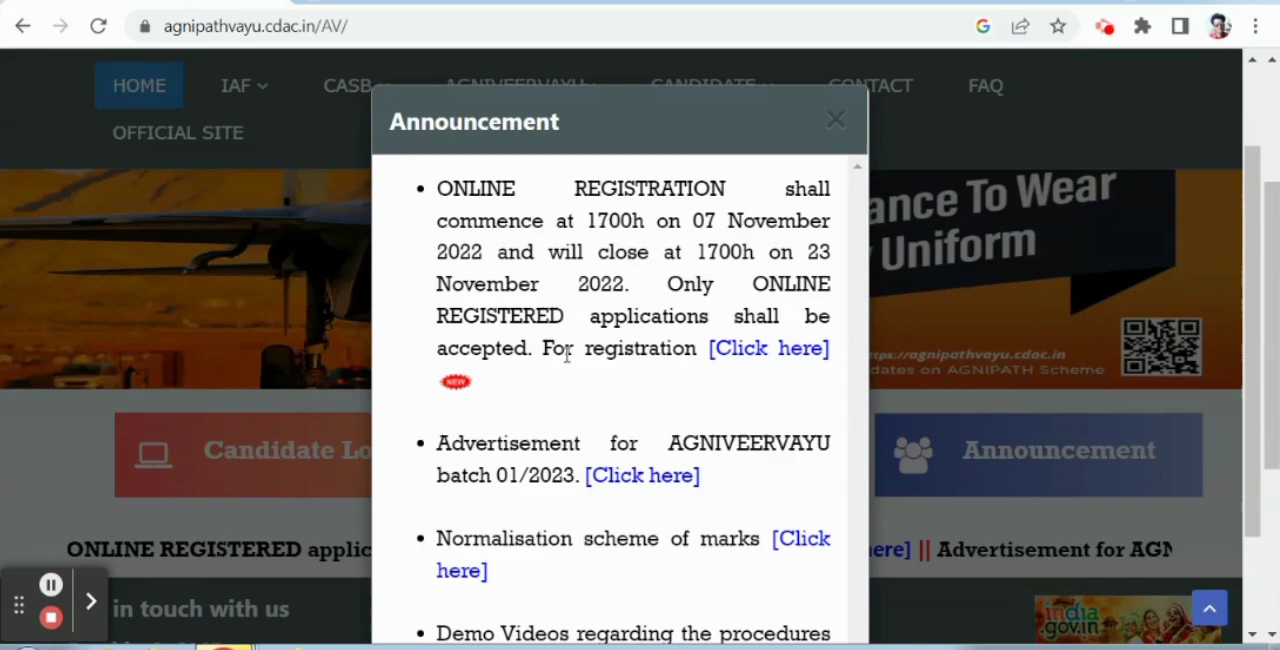 agnipathvayu.cdac.in/AV/
HOME IAF CASB AGNIVEERVAYU CANDIDATE CONTACT FAQ
OFFICIAL SITE
Announcement
ONLINE REGISTRATION shall
commence at 1700h on 07 November
2022 and will close at 1700h on 23
November 2022. Only ONLINE
REGISTERED applications shall be
accepted. For registration [Click here]
NEW
Advertisement for AGNIVEERVAYU
batch 01/2023. [Click here]
Normalisation scheme of marks [Click
here]
Demo Videos regarding the procedures
ance To Wear
Uniform
ttps://agnipathvayu.cdac.in
dates on AGNIPATH Scheme
Candidate Lo
Announcement
ONLINE REGISTERED applic
ere] || Advertisement for AGN
in touch with us
india
.gov.in